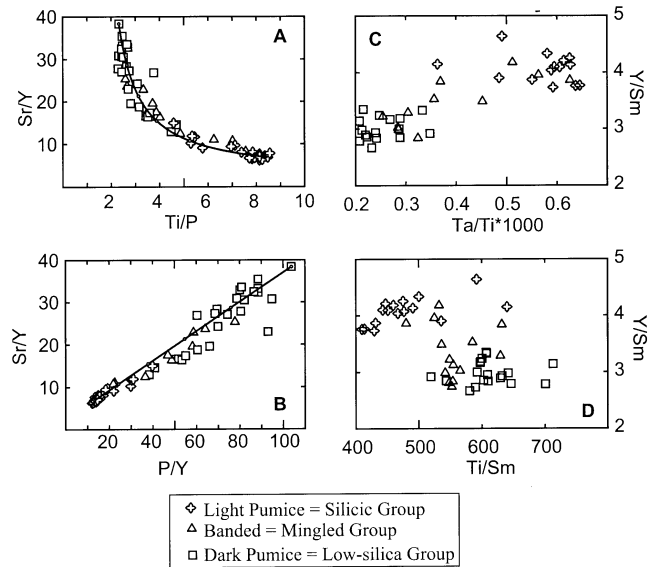 40
30
20
10
Sr/Y
A
0
2
4
6
8
10
Ti/P
C
5
4
3
2
Y/Sm
0.2
0.3
0.4
0.5
0.6
Ta/Ti*1000
40
30
20
10
Sr/Y
B
0
20
40
60
80
100
P/Y
5
4
3
2
Y/Sm
D
400
500
600
700
Ti/Sm
Light Pumice = Silicic Group
Banded = Mingled Group
Dark Pumice = Low-silica Group